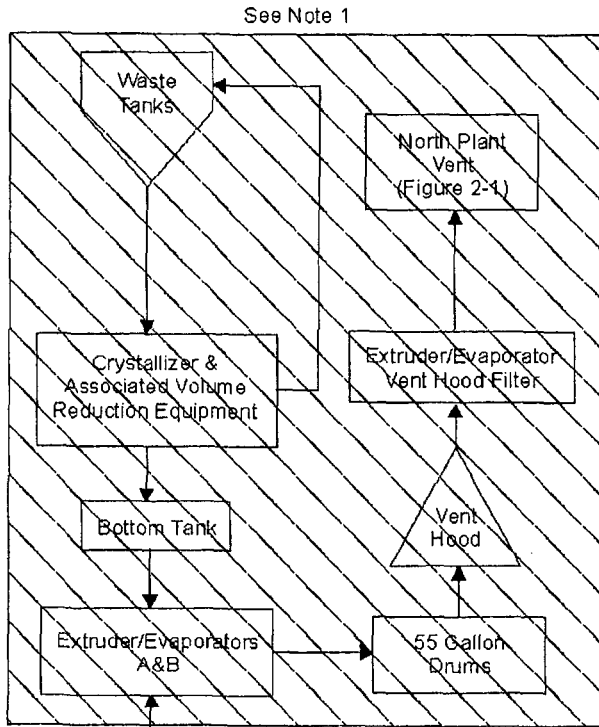 See Note 1
Waste
Tanks
North Plant
Vent
(Figure 2-1)
Crystallizer &
Associated Volume
Reduction Equipment
Extruder/Evaporator
Vent Hood Filter
Bottom Tank
Vent
Hood
Extruder/Evaporators
A&B
55 Gallon
Drums